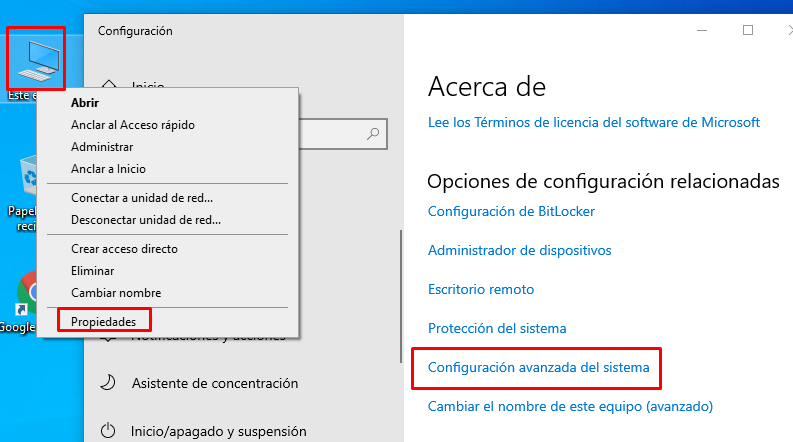 Configuración
Inicio
Este e
Abrir
Anclar al Acceso rápido
Administrar
Anclar a Inicio
Conectar a unidad de red...
Desconectar unidad de red...
Crear acceso directo
Eliminar
Cambiar nombre
Propiedades
Papel
reci
Google
Notificaciones y acciones
Asistente de concentración
Inicio/apagado y suspensión
Acerca de
Lee los Términos de licencia del software de Microsoft
Opciones de configuración relacionadas
Configuración de BitLocker
Administrador de dispositivos
Escritorio remoto
Protección del sistema
Configuración avanzada del sistema
Cambiar el nombre de este equipo (avanzado)